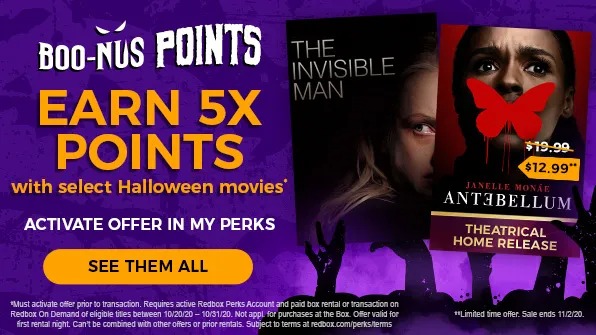 BOO-NUS POINTS
EARN 5X
POINTS
with select Halloween movies*
ACTIVATE OFFER IN MY PERKS
SEE THEM ALL
THE
INVISIBLE
MAN
$19.99
$12.99**
JANELLE MONÁE
ANTƎBELLUM
THEATRICAL
HOME RELEASE
*Must activate offer prior to transaction. Requires active Redbox Perks Account and paid box rental or transaction on
Redbox On Demand of eligible titles between 10/20/20 – 10/31/20. Not appl. for purchases at the Box. Offer valid for
first rental night. Can't be combined with other offers or prior rentals. Subject to terms at redbox.com/perks/terms
**Limited time offer. Sale ends 11/2/20.